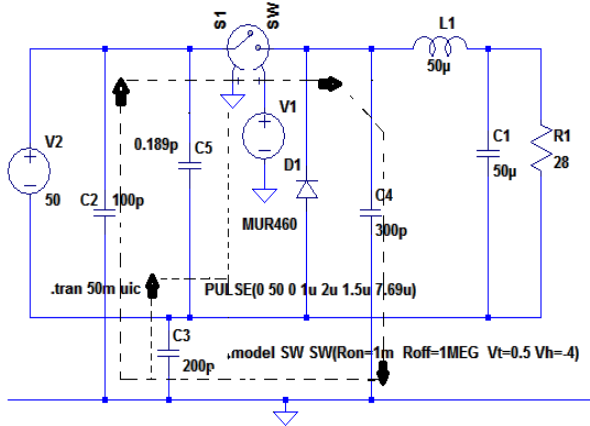 S1
SW
L1
50µ
V2
50
0.189p
C5
V1
D1
MUR460
C2
100p
C4
300p
C1
50µ
R1
28
.tran 50m uic
PULSE(0 50 0 1u 2u 1.5u 7.69u)
C3
200p
.model SW SW(Ron=1m Roff=1MEG Vt=0.5 Vh=-4)